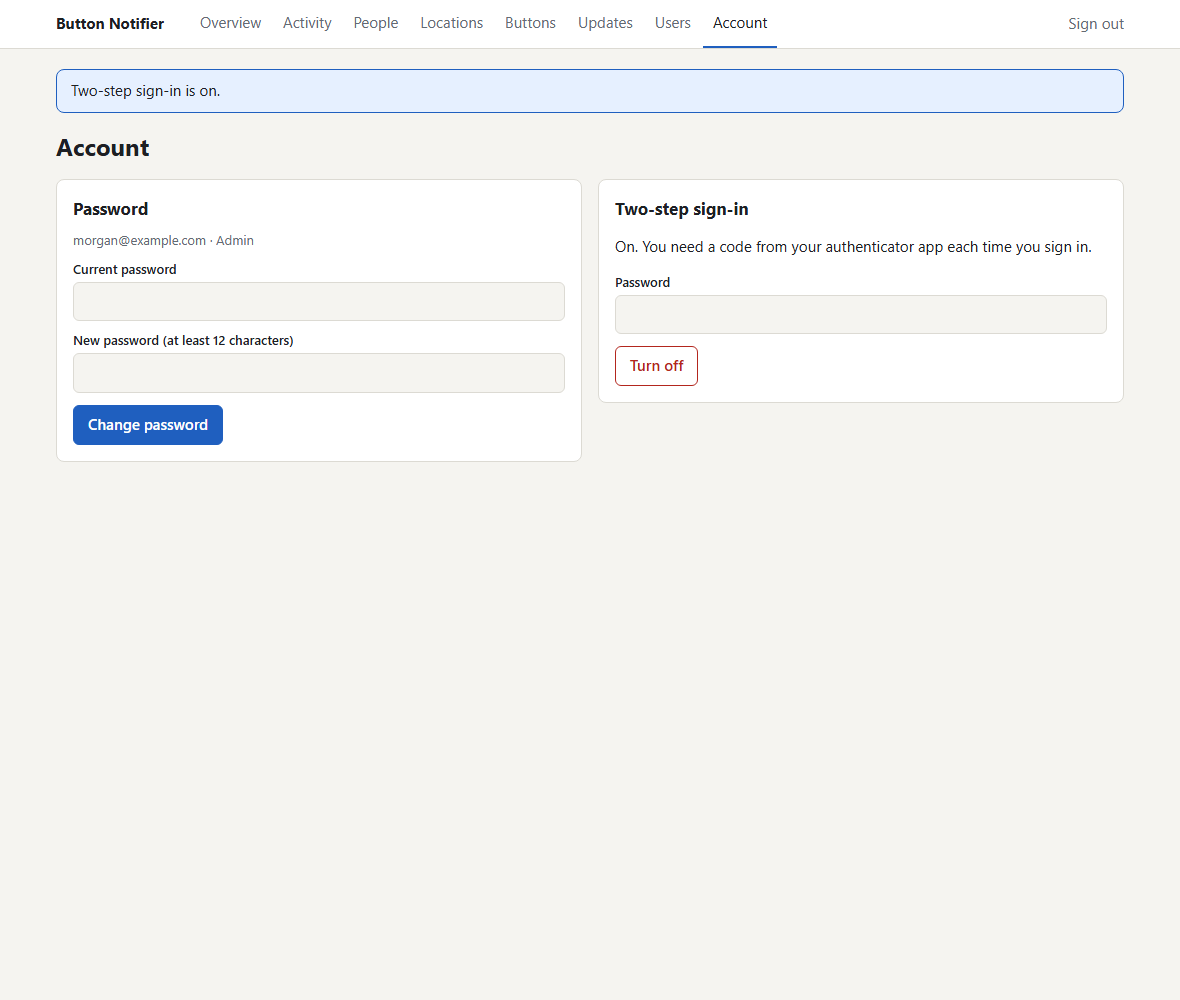 Button Notifier Overview Activity People Locations Buttons Updates Users Account Sign out
Two-step sign-in is on.
Account
Password
morgan@example.com · Admin
Current password
New password (at least 12 characters)
Change password
Two-step sign-in
On. You need a code from your authenticator app each time you sign in.
Password
Turn off